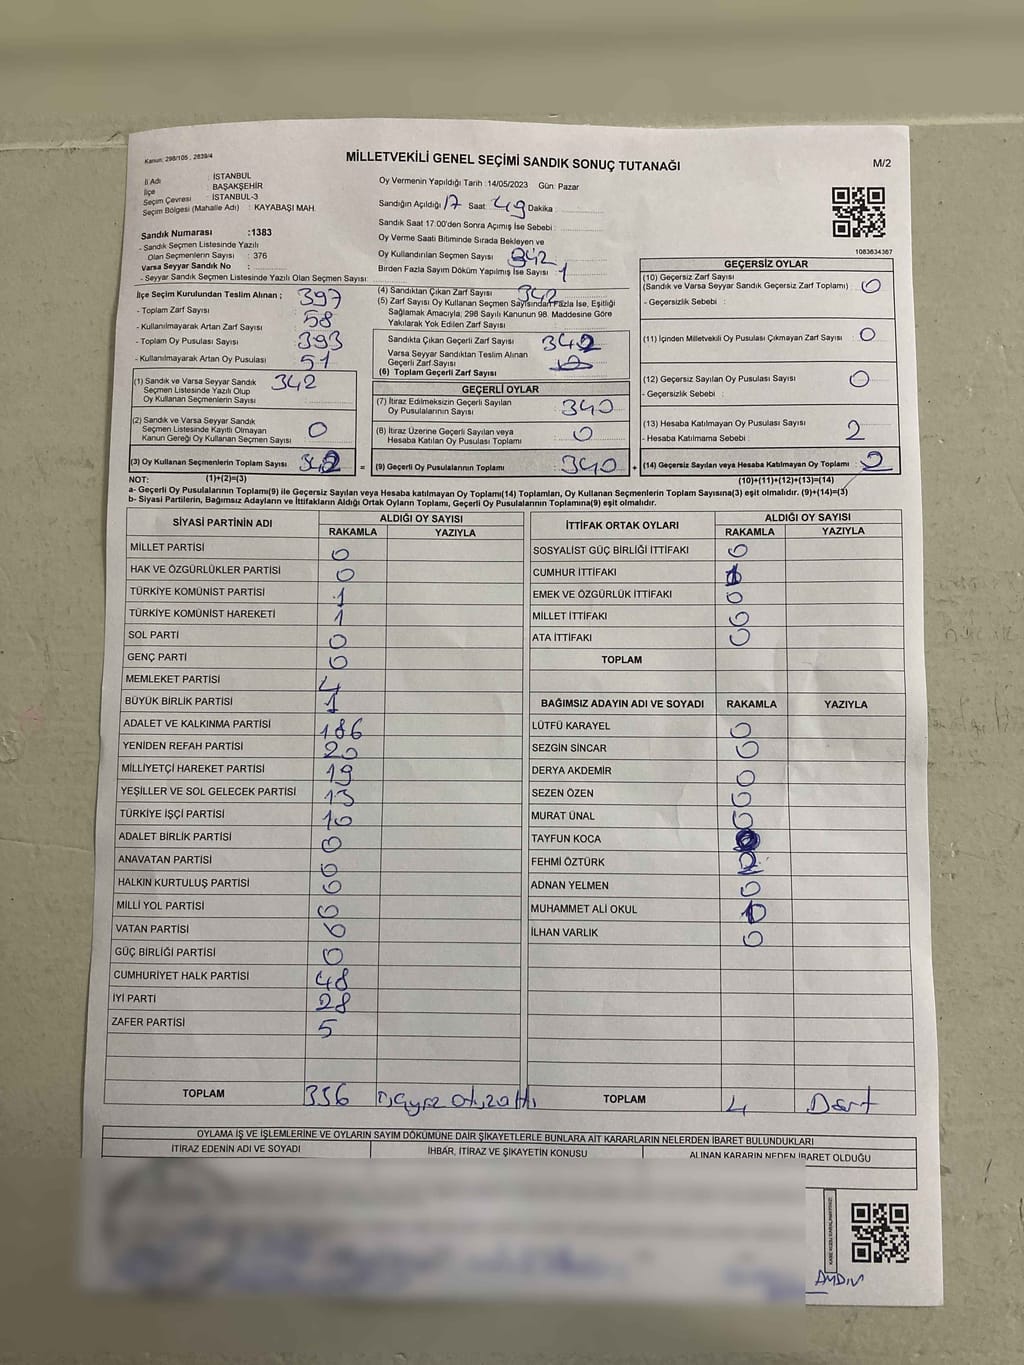 Kanun: 298/105 , 2839/4
MİLLETVEKİLİ GENEL SEÇİMİ SANDIK SONUÇ TUTANAĞI
M/2
İl Adı : İSTANBUL
İlçe : BAŞAKŞEHİR
Seçim Çevresi : İSTANBUL-3
Seçim Bölgesi (Mahalle Adı) : KAYABAŞI MAH.
Oy Vermenin Yapıldığı Tarih :14/05/2023 Gün: Pazar
Sandığın Açıldığı 17 Saat 49 Dakika
Sandık Saat 17:00'den Sonra Açımış İse Sebebi :
Sandık Numarası :1383
- Sandık Seçmen Listesinde Yazılı
Olan Seçmenlerin Sayısı : 376
Varsa Seyyar Sandık No :
- Seyyar Sandık Seçmen Listesinde Yazılı Olan Seçmen Sayısı:
Oy Verme Saati Bitiminde Sırada Bekleyen ve
Oy Kullandırılan Seçmen Sayısı 342
Birden Fazla Sayım Döküm Yapılmış İse Sayısı : 1
1083634367
İlçe Seçim Kurulundan Teslim Alınan ;
- Toplam Zarf Sayısı 397
- Kullanılmayarak Artan Zarf Sayısı 58
- Toplam Oy Pusulası Sayısı 393
- Kullanılmayarak Artan Oy Pusulası 51
(4) Sandıktan Çıkan Zarf Sayısı 342
(5) Zarf Sayısı Oy Kullanan Seçmen Sayısından Fazla İse, Eşitliği
Sağlamak Amacıyla; 298 Sayılı Kanunun 98. Maddesine Göre
Yakılarak Yok Edilen Zarf Sayısı :
Sandıkta Çıkan Geçerli Zarf Sayısı 342
Varsa Seyyar Sandıktan Teslim Alınan
Geçerli Zarf Sayısı
(6) Toplam Geçerli Zarf Sayısı
GEÇERSİZ OYLAR
(10) Geçersiz Zarf Sayısı
(Sandık ve Varsa Seyyar Sandık Geçersiz Zarf Toplamı) : 0
- Geçersizlik Sebebi :
(11) İçinden Milletvekili Oy Pusulası Çıkmayan Zarf Sayısı : 0
(12) Geçersiz Sayılan Oy Pusulası Sayısı 0
- Geçersizlik Sebebi :
(13) Hesaba Katılmayan Oy Pusulası Sayısı 2
- Hesaba Katılmama Sebebi :
(14) Geçersiz Sayılan veya Hesaba Katılmayan Oy Toplamı : 2
(1) Sandık ve Varsa Seyyar Sandık 342
Seçmen Listesinde Yazılı Olup
Oy Kullanan Seçmenlerin Sayısı
(2) Sandık ve Varsa Seyyar Sandık
Seçmen Listesinde Kayıtlı Olmayan 0
Kanun Gereği Oy Kullanan Seçmen Sayısı
(3) Oy Kullanan Seçmenlerin Toplam Sayısı 342 =
GEÇERLİ OYLAR
(7) İtiraz Edilmeksizin Geçerli Sayılan
Oy Pusulalarının Sayısı : 340
(8) İtiraz Üzerine Geçerli Sayılan veya
Hesaba Katılan Oy Pusulası Toplamı : 0
(9) Geçerli Oy Pusulalarının Toplamı : 340 +
NOT: (1)+(2)=(3)
(10)+(11)+(12)+(13)=(14)
a- Geçerli Oy Pusulalarının Toplamı(9) ile Geçersiz Sayılan veya Hesaba katılmayan Oy Toplamı(14) Toplamları, Oy Kullanan Seçmenlerin Toplam Sayısına(3) eşit olmalıdır. (9)+(14)=(3)
b- Siyasi Partilerin, Bağımsız Adayların ve İttifakların Aldığı Ortak Oyların Toplamı, Geçerli Oy Pusulalarının Toplamına(9) eşit olmalıdır.
SİYASİ PARTİNİN ADI ALDIĞI OY SAYISI
RAKAMLA YAZIYLA
MİLLET PARTİSİ 0
HAK VE ÖZGÜRLÜKLER PARTİSİ 0
TÜRKİYE KOMÜNİST PARTİSİ 1
TÜRKİYE KOMÜNİST HAREKETİ 1
SOL PARTİ 0
GENÇ PARTİ 0
MEMLEKET PARTİSİ 4
BÜYÜK BİRLİK PARTİSİ 1
ADALET VE KALKINMA PARTİSİ 186
YENİDEN REFAH PARTİSİ 20
MİLLİYETÇİ HAREKET PARTİSİ 19
YEŞİLLER VE SOL GELECEK PARTİSİ 13
TÜRKİYE İŞÇİ PARTİSİ 10
ADALET BİRLİK PARTİSİ 0
ANAVATAN PARTİSİ 0
HALKIN KURTULUŞ PARTİSİ 0
MİLLİ YOL PARTİSİ 0
VATAN PARTİSİ 0
GÜÇ BİRLİĞİ PARTİSİ 0
CUMHURİYET HALK PARTİSİ 48
İYİ PARTİ 28
ZAFER PARTİSİ 5
TOPLAM 336
İTTİFAK ORTAK OYLARI ALDIĞI OY SAYISI
RAKAMLA YAZIYLA
SOSYALİST GÜÇ BİRLİĞİ İTTİFAKI 0
CUMHUR İTTİFAKI 1
EMEK VE ÖZGÜRLÜK İTTİFAKI 0
MİLLET İTTİFAKI 0
ATA İTTİFAKI 0
TOPLAM
BAĞIMSIZ ADAYIN ADI VE SOYADI RAKAMLA YAZIYLA
LÜTFÜ KARAYEL 0
SEZGİN SİNCAR 0
DERYA AKDEMİR 0
SEZEN ÖZEN 0
MURAT ÜNAL 0
TAYFUN KOCA
FEHMİ ÖZTÜRK 2
ADNAN YELMEN 0
MUHAMMET ALİ OKUL
İLHAN VARLIK 0
TOPLAM 4 Dört
OYLAMA İŞ VE İŞLEMLERİNE VE OYLARIN SAYIM DÖKÜMÜNE DAİR ŞİKAYETLERLE BUNLARA AİT KARARLARIN NELERDEN İBARET BULUNDUKLARI
İTİRAZ EDENİN ADI VE SOYADI İHBAR, İTİRAZ VE ŞİKAYETİN KONUSU ALINAN KARARIN NEDEN İBARET OLDUĞU
AYDIN